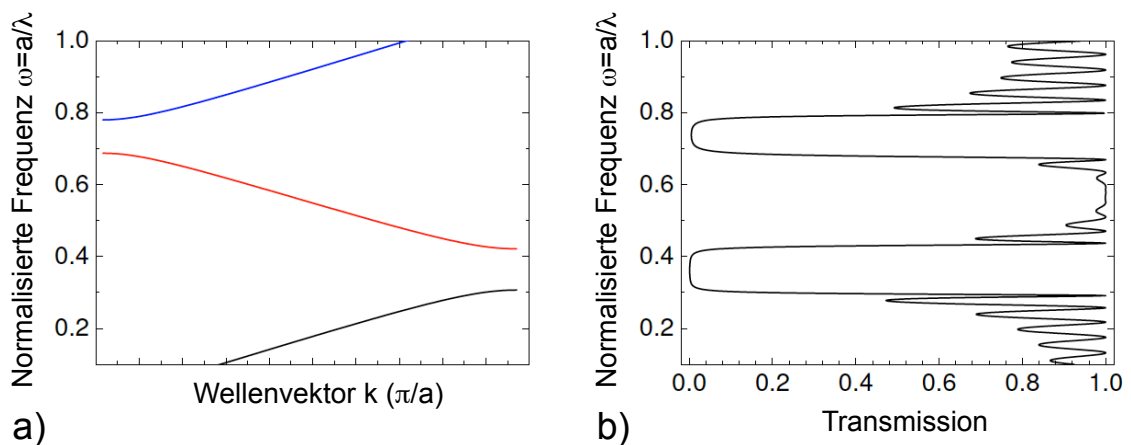 Normalisierte Frequenz ω=a/λ
1.0
0.8
0.6
0.4
0.2
Wellenvektor k (π/a)
a)
Normalisierte Frequenz ω=a/λ
1.0
0.8
0.6
0.4
0.2
0.0 0.2 0.4 0.6 0.8 1.0
Transmission
b)